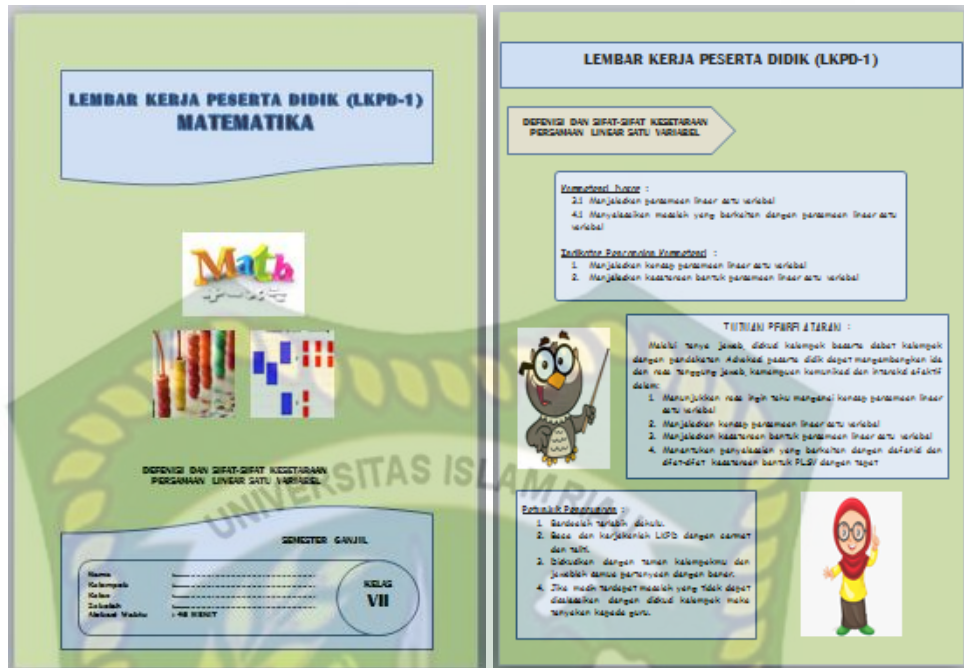 LEMBAR KERJA PESERTA DIDIK (LKPD-1)
MATEMATIKA
Math
DEFENISI DAN SIFAT-SIFAT KESETARAAN
PERSAMAAN LINEAR SATU VARIABEL
SEMESTER GANJIL
Nama :
Kelompok :
Kelas :
Sekolah :
Alokasi Waktu :
MENIT
KELAS
VII
LEMBAR KERJA PESERTA DIDIK (LKPD-1)
DEFENISI DAN SIFAT-SIFAT KESETARAAN
PERSAMAAN LINEAR SATU VARIABEL
Kompetensi Dasar :
3.1 Menjelaskan persamaan linear satu variabel
4.1 Menyelesaikan masalah yang berkaitan dengan persamaan linear satu
variabel
Indikator Pencapaian Kompetensi :
1. Menjelaskan konsep persamaan linear satu variabel
2. Menjelaskan kesetaraan bentuk persamaan linear satu variabel
TUJUAN PEMBELAJARAN :
Melalui tanya jawab, diskusi kelompok beserta debat kelompok
dengan pendekatan Advokasi, peserta didik dapat mengembangkan ide
dan rasa tanggung jawab, kemampuan komunikasi dan interaksi efektif
dalam:
1. Menunjukkan rasa ingin tahu mengenai konsep persamaan linear
satu variabel
2. Menjelaskan konsep persamaan linear satu variabel
3. Menjelaskan kesetaraan bentuk persamaan linear satu variabel
4. Menentukan penyelesaian yang berkaitan dengan defenisi dan
sifat-sifat kesetaraan bentuk PLSV dengan tepat
Petunjuk Penggunaan :
1. Berdoalah terlebih dahulu.
2. Baca dan kerjakanlah LKPD dengan cermat
dan teliti.
3. Diskusikan dengan teman kelompokmu dan
jawablah semua pertanyaan dengan benar.
4. Jika masih terdapat masalah yang tidak dapat
diselesaikan dengan diskusi kelompok maka
tanyakan kepada guru.
UNIVERSITAS ISLAM RIAU